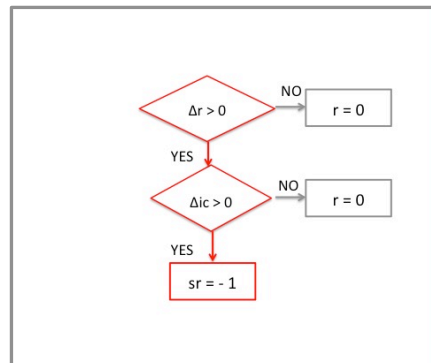 Δr > 0
NO
r = 0
YES
Δic > 0
NO
r = 0
YES
sr = - 1